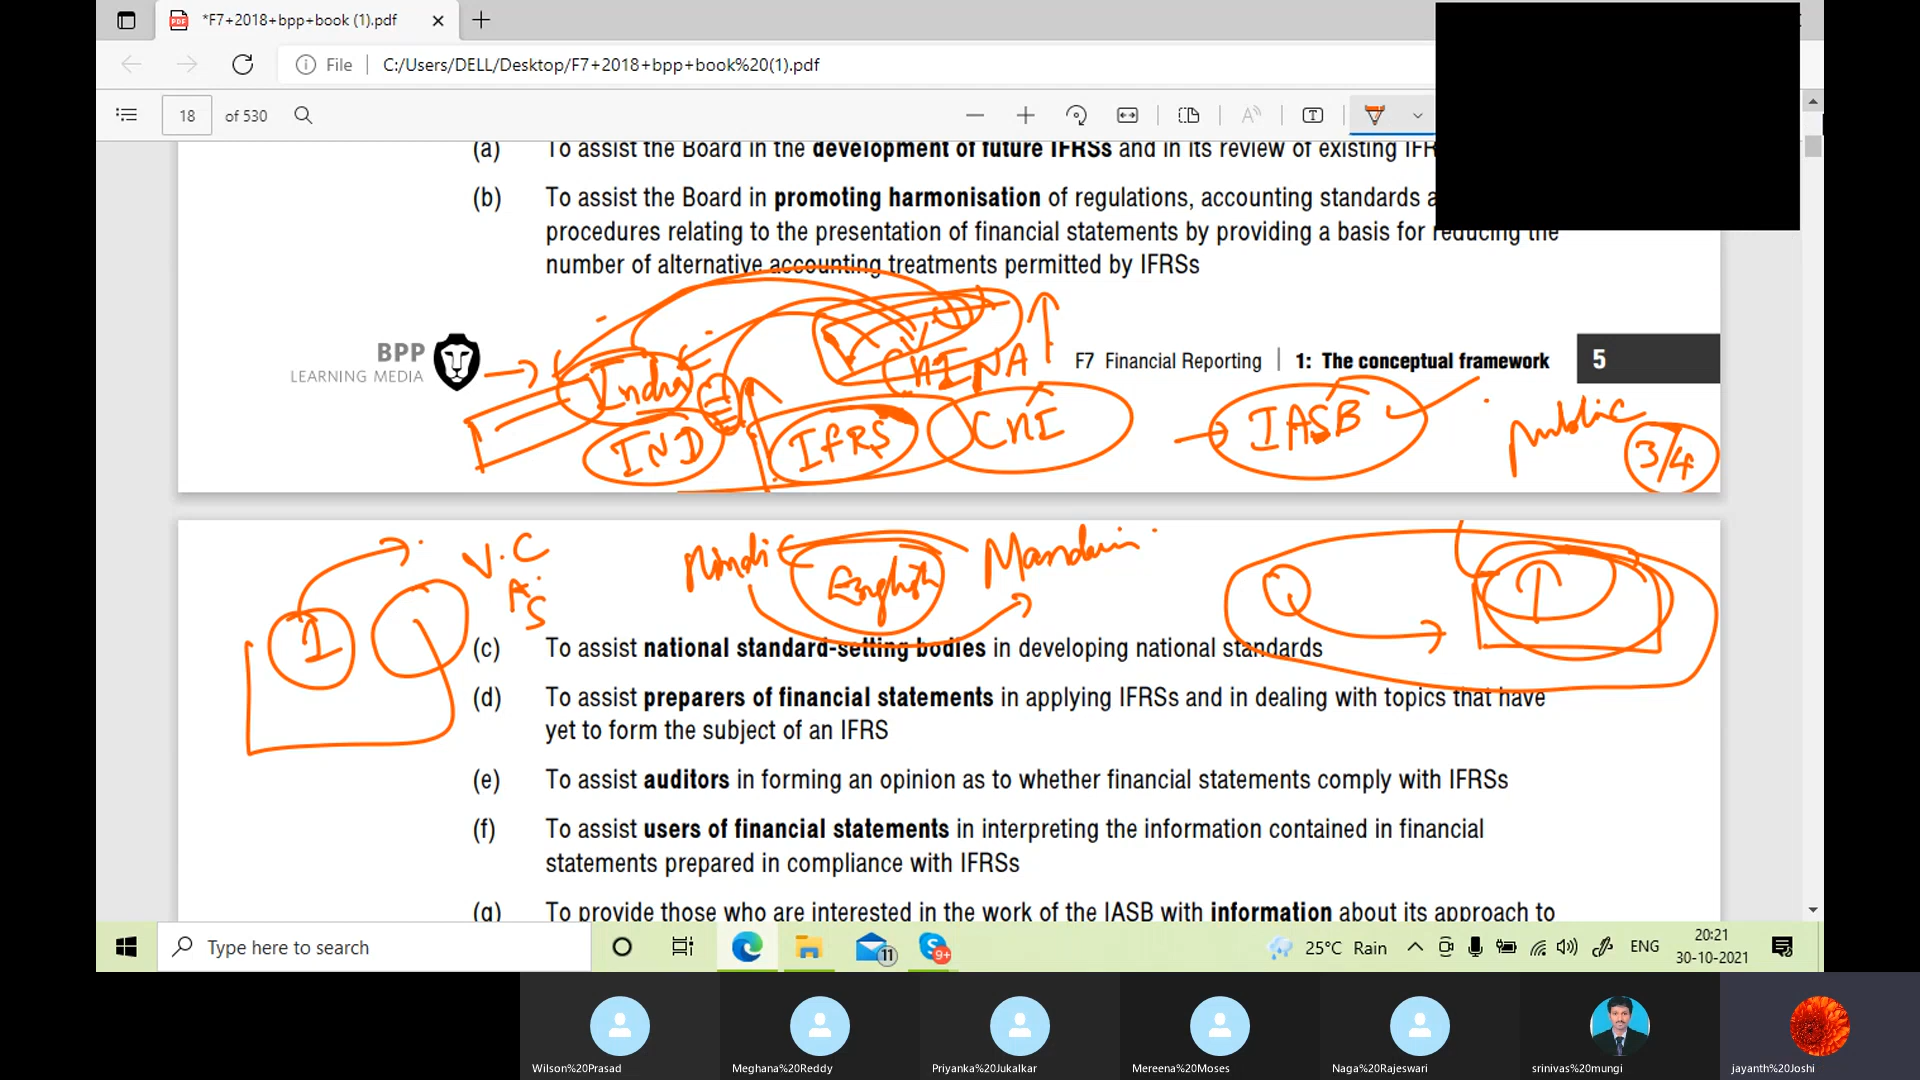 *F7+2018+bpp+book (1).pdf
File
C:/Users/DELL/Desktop/F7+2018+bpp+book%20(1).pdf
18 of 530
(a) To assist the Board in the development of future IFRSs and in its review of existing IFR
(b) To assist the Board in promoting harmonisation of regulations, accounting standards a
procedures relating to the presentation of financial statements by providing a basis for reducing the
number of alternative accounting treatments permitted by IFRSs
BPP
LEARNING MEDIA
F7 Financial Reporting 1: The conceptual framework 5
India
CHINA
IND
IFRS
CHI
IASB
public
3/4
V.C
A.
S
Hindi
English
Mandarin
I
Q
I
(c) To assist national standard-setting bodies in developing national standards
(d) To assist preparers of financial statements in applying IFRSs and in dealing with topics that have
yet to form the subject of an IFRS
(e) To assist auditors in forming an opinion as to whether financial statements comply with IFRSs
(f) To assist users of financial statements in interpreting the information contained in financial
statements prepared in compliance with IFRSs
(g) To provide those who are interested in the work of the IASB with information about its approach to
Type here to search
11
9+
25°C Rain
ENG
20:21
30-10-2021
Wilson%20Prasad
Meghana%20Reddy
Priyanka%20Jukalkar
Mereena%20Moses
Naga%20Rajeswari
srinivas%20mungi
jayanth%20Joshi